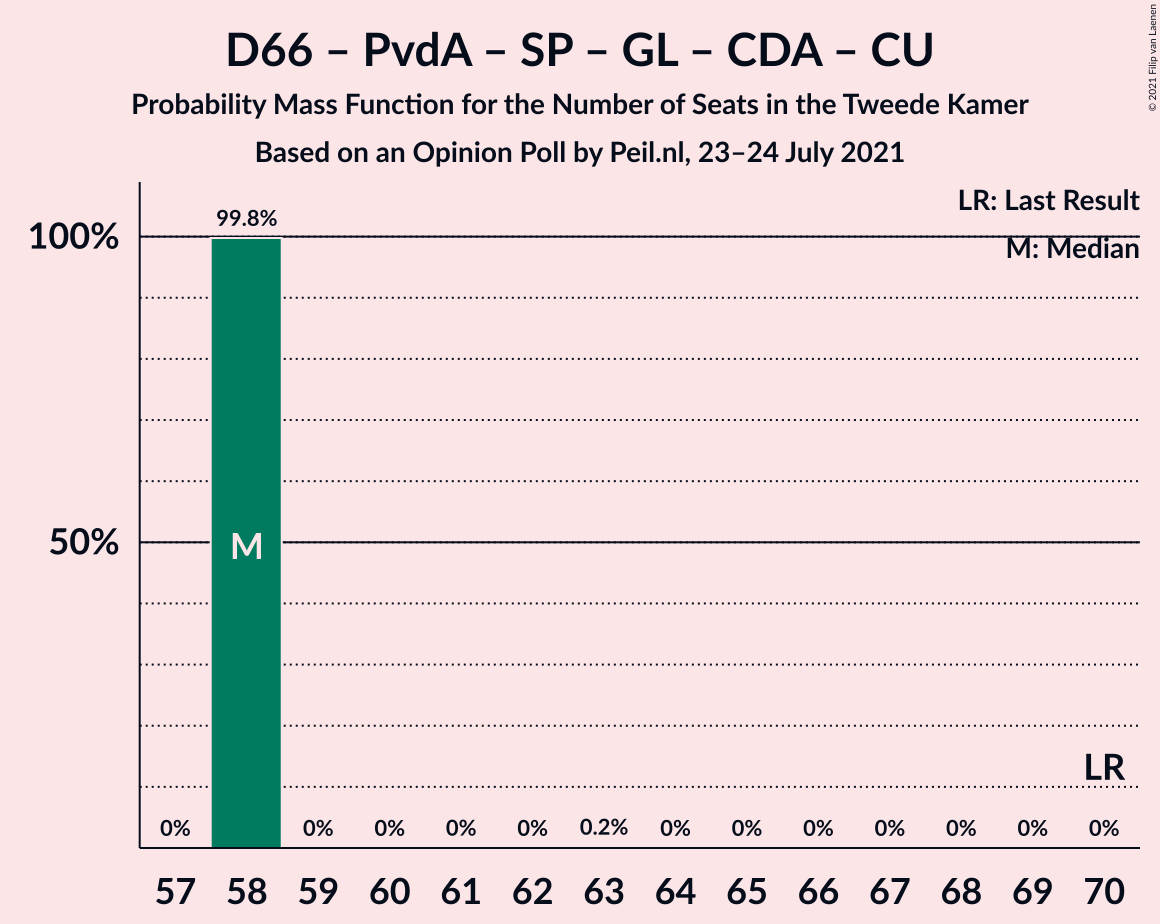 D66 – PvdA – SP – GL – CDA – CU
Probability Mass Function for the Number of Seats in the Tweede Kamer
Based on an Opinion Poll by Peil.nl, 23–24 July 2021
© 2021 Filip van Laenen
LR: Last Result
M: Median
99.8%
100%
50%
M
LR
0% 0% 0% 0% 0% 0.2% 0% 0% 0% 0% 0% 0% 0%
57 58 59 60 61 62 63 64 65 66 67 68 69 70